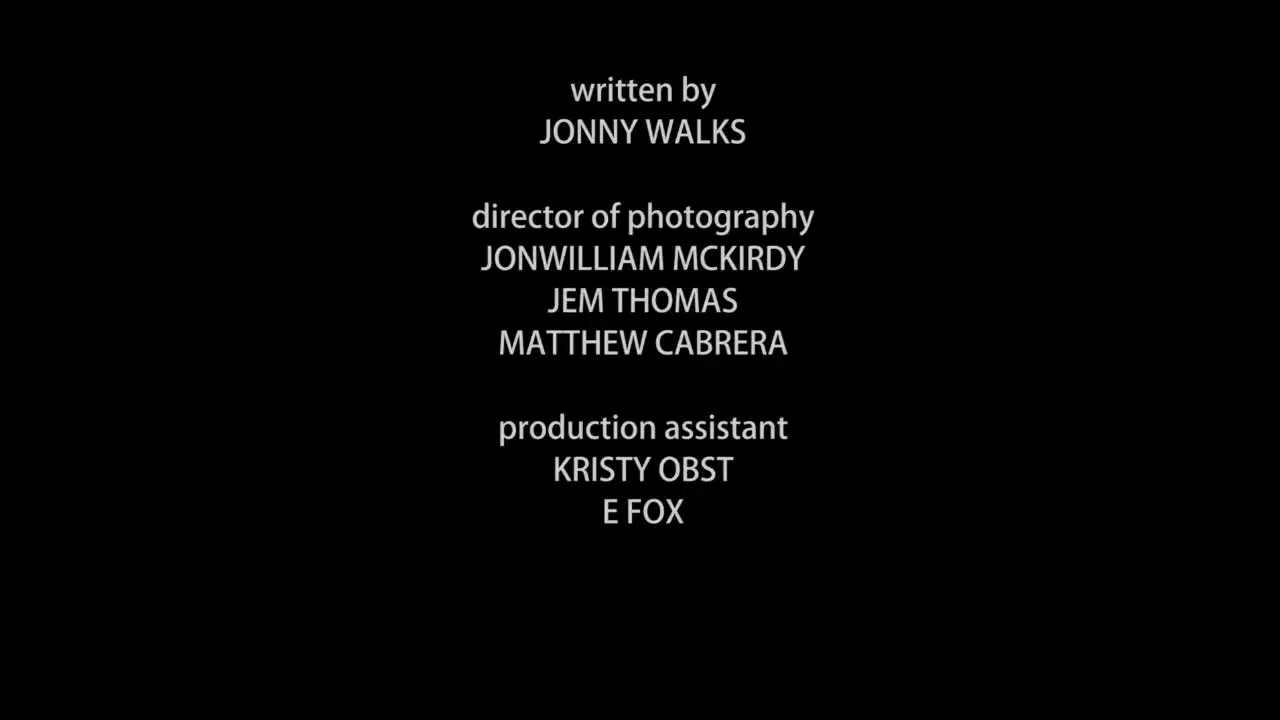 written by
JONNY WALKS
director of photography
JONWILLIAM MCKIRDY
JEM THOMAS
MATTHEW CABRERA
production assistant
KRISTY OBST
E FOX